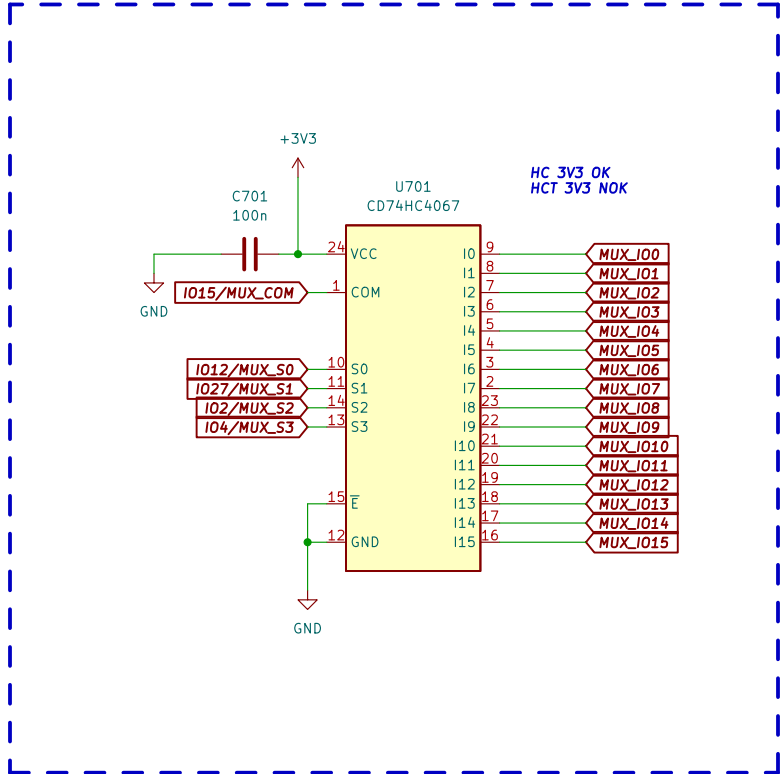 +3V3
HC 3V3 OK
HCT 3V3 NOK
C701
100n
U701
CD74HC4067
GND
24 VCC
IO15/MUX_COM 1 COM
IO12/MUX_S0 10 S0
IO27/MUX_S1 11 S1
IO2/MUX_S2 14 S2
IO4/MUX_S3 13 S3
15 E
12 GND
GND
I0 9 MUX_IO0
I1 8 MUX_IO1
I2 7 MUX_IO2
I3 6 MUX_IO3
I4 5 MUX_IO4
I5 4 MUX_IO5
I6 3 MUX_IO6
I7 2 MUX_IO7
I8 23 MUX_IO8
I9 22 MUX_IO9
I10 21 MUX_IO10
I11 20 MUX_IO11
I12 19 MUX_IO12
I13 18 MUX_IO13
I14 17 MUX_IO14
I15 16 MUX_IO15